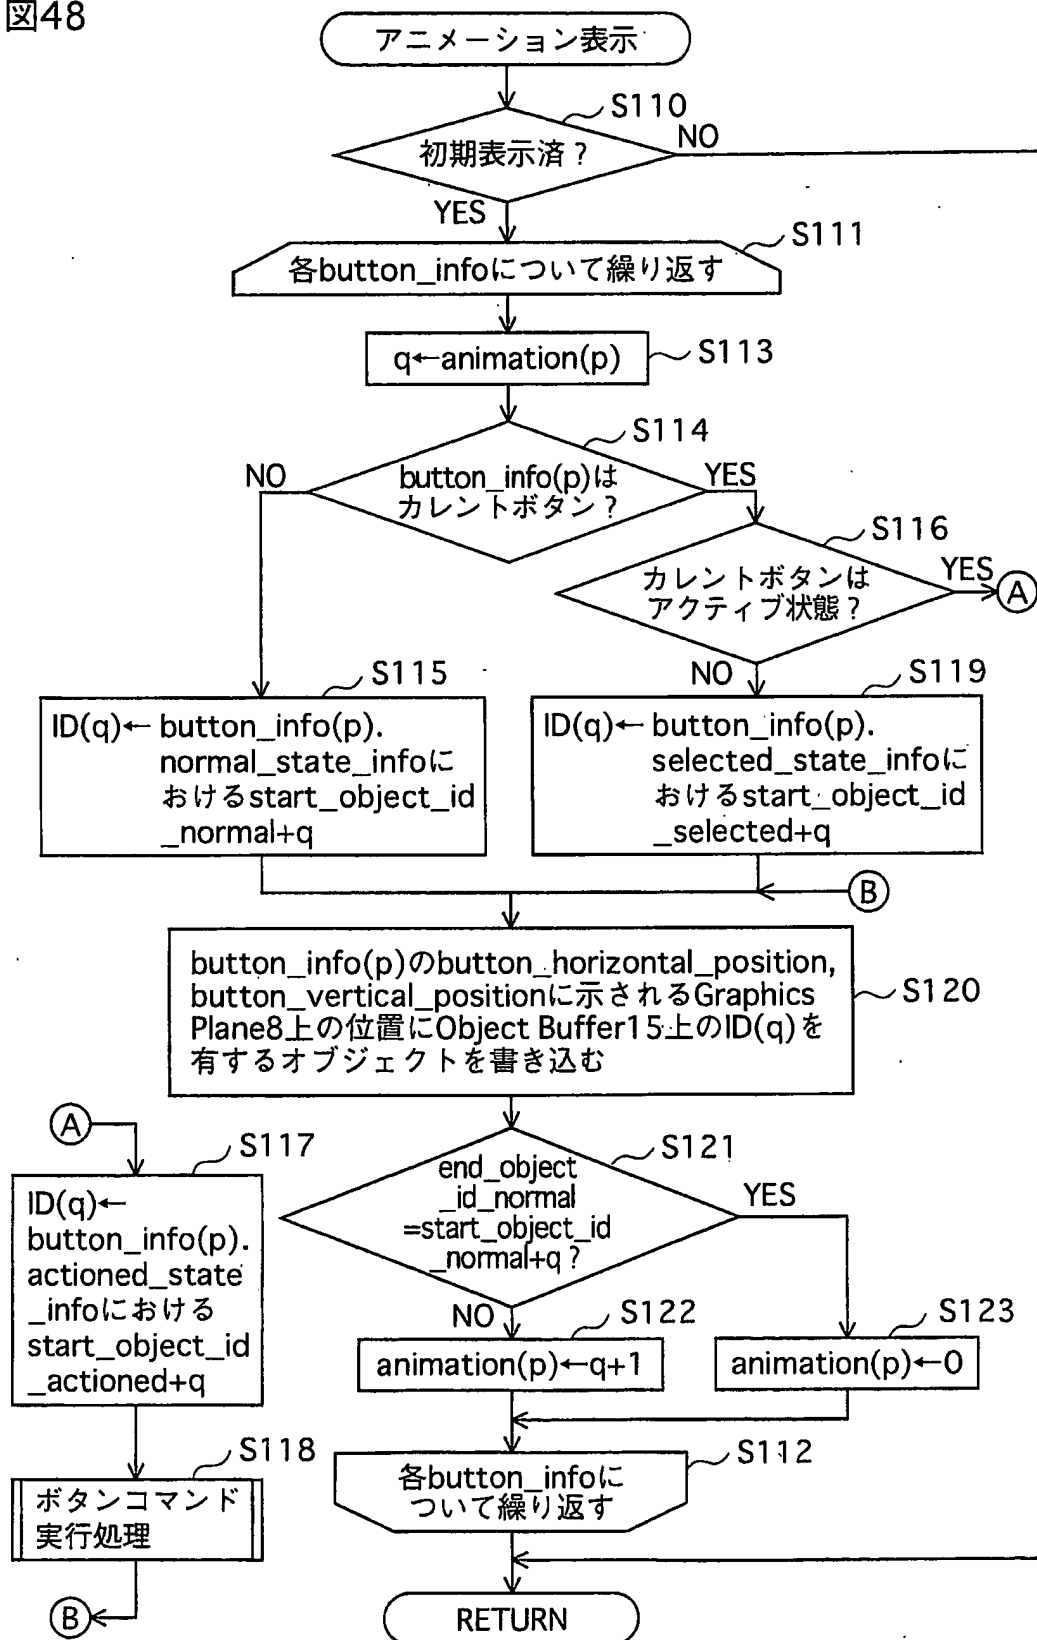 図48
アニメーション表示
S110
初期表示済？
NO
YES
S111
各button_infoについて繰り返す
S113
q←animation(p)
S114
button_info(p)は
カレントボタン？
NO
YES
S116
カレントボタンは
アクティブ状態？
YES
A
NO
S115
ID(q)← button_info(p).
normal_state_infoに
おけるstart_object_id
_normal+q
S119
ID(q)← button_info(p).
selected_state_infoに
おけるstart_object_id
_selected+q
B
button_info(p)のbutton_horizontal_position,
button_vertical_positionに示されるGraphics
Plane8上の位置にObject Buffer15上のID(q)を
有するオブジェクトを書き込む
S120
A
S117
ID(q)←
button_info(p).
actioned_state
_infoにおける
start_object_id
_actioned+q
S118
ボタンコマンド
実行処理
B
S121
end_object
_id_normal
=start_object_id
_normal+q？
YES
NO
S122
animation(p)←q+1
S123
animation(p)←0
S112
各button_infoに
ついて繰り返す
RETURN